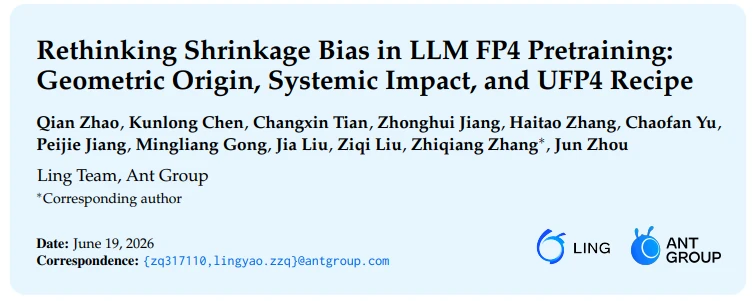 Rethinking Shrinkage Bias in LLM FP4 Pretraining:
Geometric Origin, Systemic Impact, and UFP4 Recipe
Qian Zhao, Kunlong Chen, Changxin Tian, Zhonghui Jiang, Haitao Zhang, Chaofan Yu,
Peijie Jiang, Mingliang Gong, Jia Liu, Ziqi Liu, Zhiqiang Zhang*, Jun Zhou
Ling Team, Ant Group
*Corresponding author
Date: June 19, 2026
Correspondence: {zq317110,lingyao.zzq}@antgroup.com
LING
ANT
GROUP